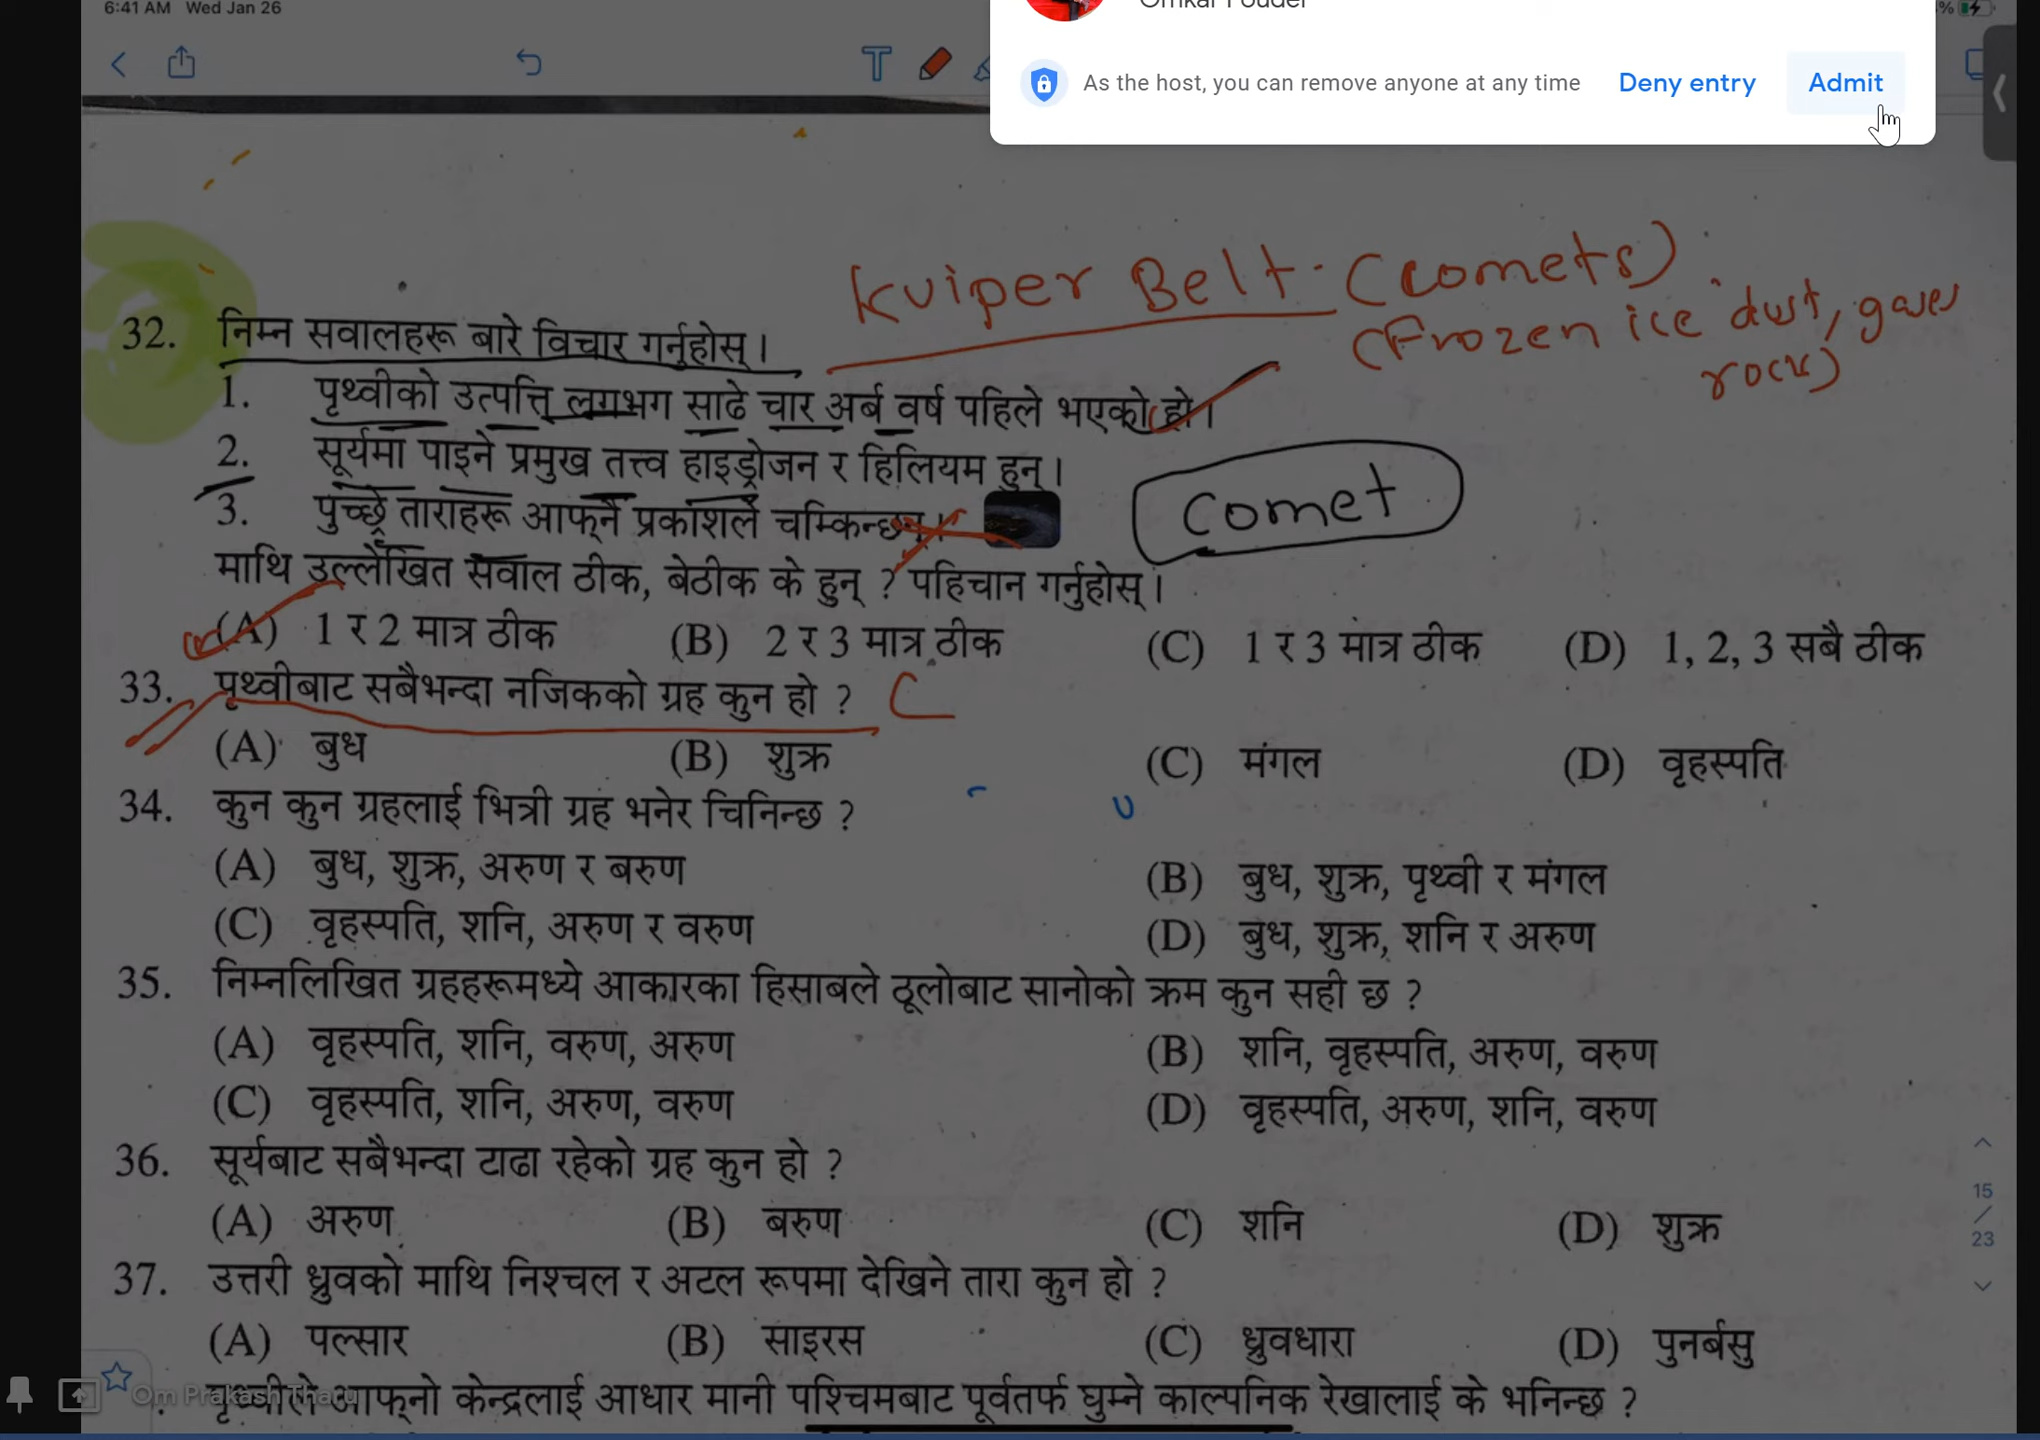 6:41 AM Wed Jan 26
As the host, you can remove anyone at any time Deny entry Admit
Kuiper Belt - (comets)
(Frozen ice dust, gases
rock)
32. निम्न सवालहरू बारे विचार गर्नुहोस् ।
1. पृथ्वीको उत्पत्ति लगभग साढे चार अर्ब वर्ष पहिले भएको हो ।
2. सूर्यमा पाइने प्रमुख तत्त्व हाइड्रोजन र हिलियम हुन् ।
3. पुच्छ्रे ताराहरू आफ्नै प्रकाशले चम्किन्छन् ।
comet
माथि उल्लेखित सवाल ठीक, बेठीक के हुन् ? पहिचान गर्नुहोस् ।
(A) 1 र 2 मात्र ठीक (B) 2 र 3 मात्र ठीक (C) 1 र 3 मात्र ठीक (D) 1, 2, 3 सबै ठीक
33. पृथ्वीबाट सबैभन्दा नजिकको ग्रह कुन हो ? C
(A) बुध (B) शुक्र (C) मंगल (D) वृहस्पति
34. कुन कुन ग्रहलाई भित्री ग्रह भनेर चिनिन्छ ?
(A) बुध, शुक्र, अरुण र बरुण (B) बुध, शुक्र, पृथ्वी र मंगल
(C) वृहस्पति, शनि, अरुण र वरुण (D) बुध, शुक्र, शनि र अरुण
35. निम्नलिखित ग्रहहरूमध्ये आकारका हिसाबले ठूलोबाट सानोको क्रम कुन सही छ ?
(A) वृहस्पति, शनि, वरुण, अरुण (B) शनि, वृहस्पति, अरुण, वरुण
(C) वृहस्पति, शनि, अरुण, वरुण (D) वृहस्पति, अरुण, शनि, वरुण
36. सूर्यबाट सबैभन्दा टाढा रहेको ग्रह कुन हो ?
(A) अरुण (B) बरुण (C) शनि (D) शुक्र
15
/
23
37. उत्तरी ध्रुवको माथि निश्चल र अटल रूपमा देखिने तारा कुन हो ?
(A) पल्सार (B) साइरस (C) ध्रुवधारा (D) पुनर्बसु
Om Prakash Tharu
पृथ्वीले आफ्नो केन्द्रलाई आधार मानी पश्चिमबाट पूर्वतर्फ घुम्ने काल्पनिक रेखालाई के भनिन्छ ?